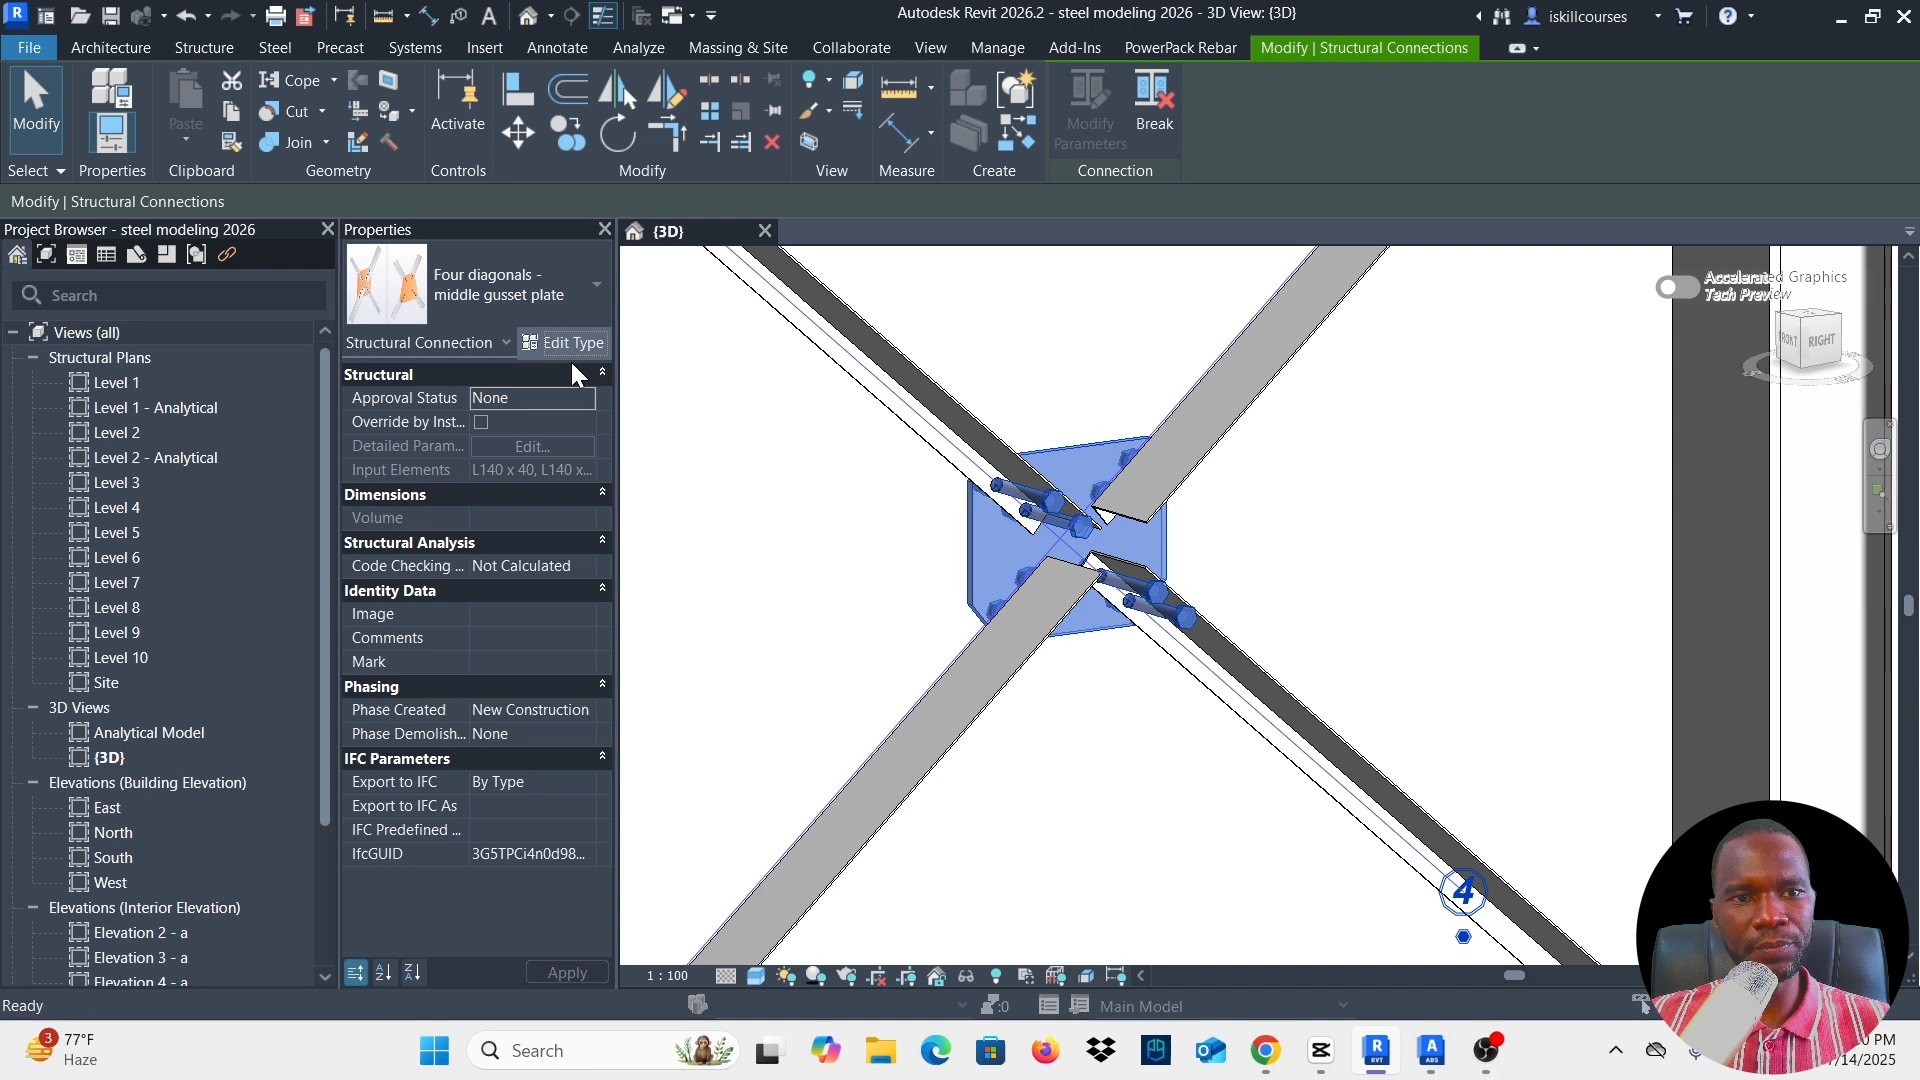 Autodesk Revit 2026.2 - steel modeling 2026 - 3D View: {3D}
iskillcourses
File Architecture Structure Steel Precast Systems Insert Annotate Analyze Massing & Site Collaborate View Manage Add-Ins PowerPack Rebar Modify | Structural Connections
Modify
Paste
Cope
Cut
Join
Activate
Modify Parameters
Break
Select Properties Clipboard Geometry Controls Modify View Measure Create Connection
Modify | Structural Connections
Project Browser - steel modeling 2026
Search
Views (all)
Structural Plans
Level 1
Level 1 - Analytical
Level 2
Level 2 - Analytical
Level 3
Level 4
Level 5
Level 6
Level 7
Level 8
Level 9
Level 10
Site
3D Views
Analytical Model
{3D}
Elevations (Building Elevation)
East
North
South
West
Elevations (Interior Elevation)
Elevation 2 - a
Elevation 3 - a
Elevation 4 - a
Properties
Four diagonals -
middle gusset plate
Structural Connection
Edit Type
Structural
Approval Status None
Override by Inst...
Detailed Param... Edit...
Input Elements L140 x 40, L140 x...
Dimensions
Volume
Structural Analysis
Code Checking ... Not Calculated
Identity Data
Image
Comments
Mark
Phasing
Phase Created New Construction
Phase Demolish... None
IFC Parameters
Export to IFC By Type
Export to IFC As
IFC Predefined ...
IfcGUID 3G5TPCi4n0d98...
Apply
{3D}
Accelerated Graphics
Tech Preview
FRONT RIGHT
4
1 : 100
Ready
:0
Main Model
3
77°F
Haze
Search
PM
/14/2025